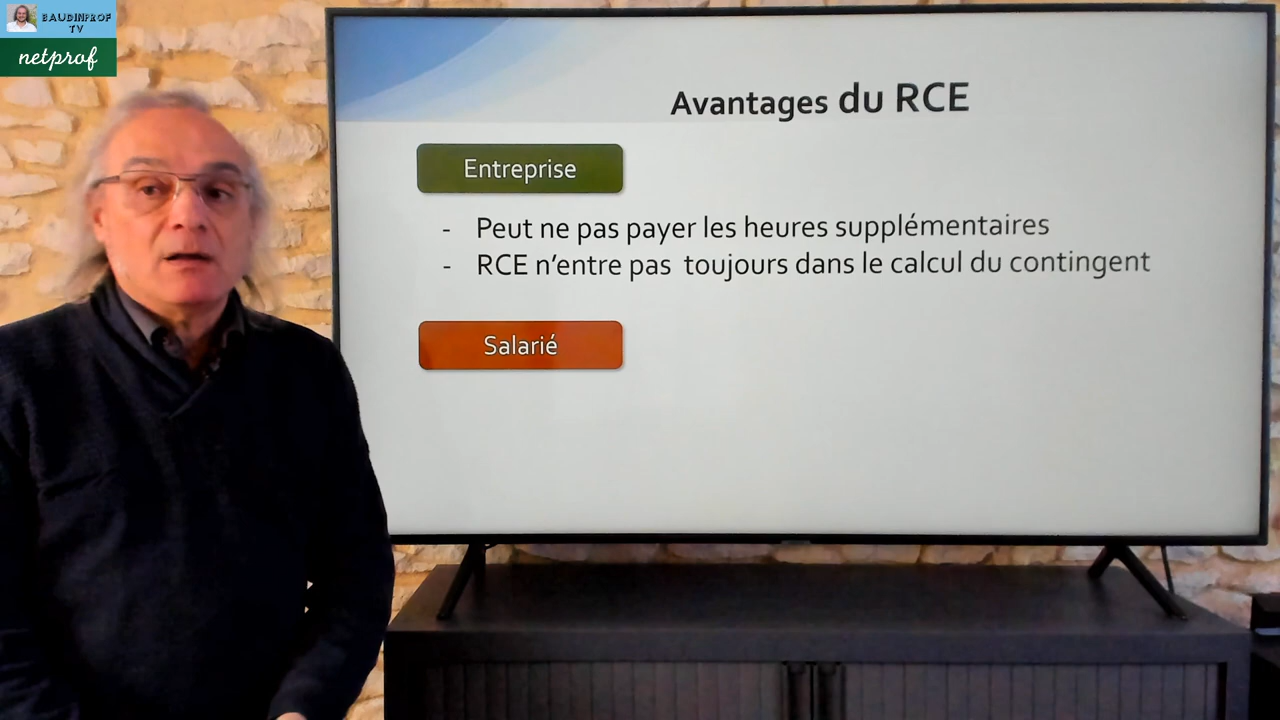 BAUDINPROF
TV
netprof
Avantages du RCE
Entreprise
- Peut ne pas payer les heures supplémentaires
- RCE n'entre pas toujours dans le calcul du contingent
Salarié